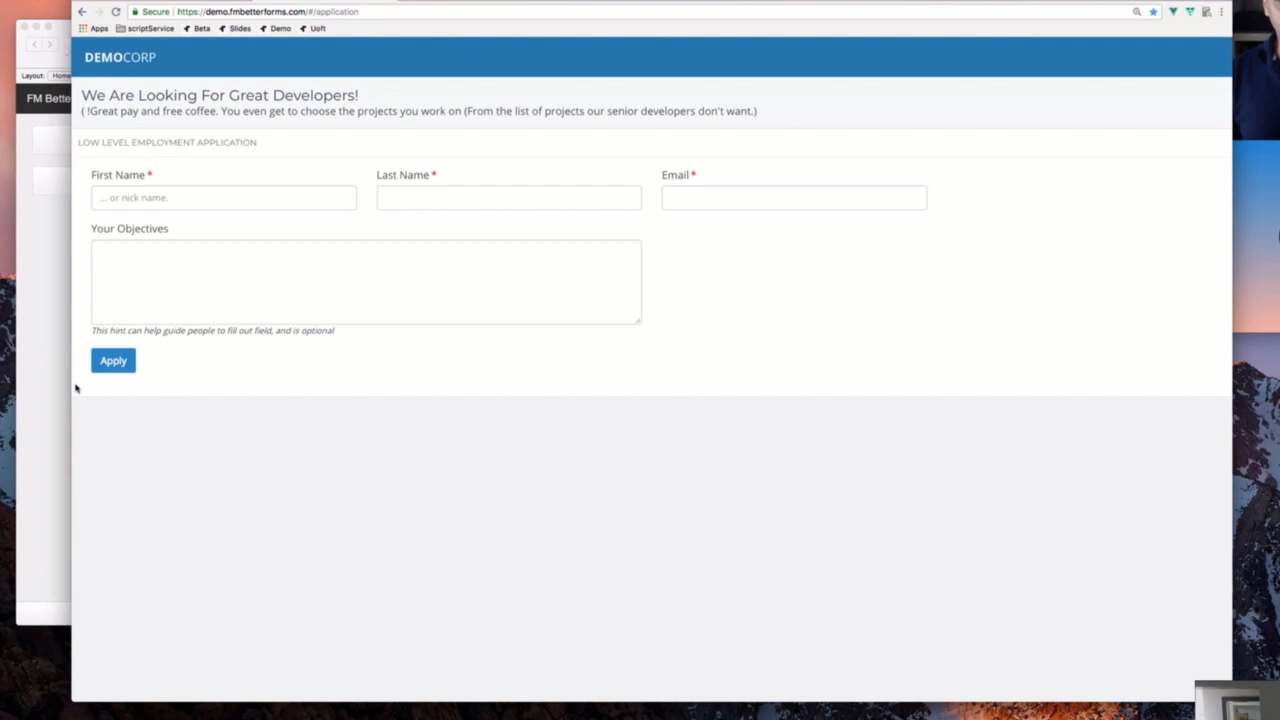 Secure https://demo.fmbetterforms.com/#/application
Apps scriptService Beta Slides Demo Uoft
Layout: Home
FM Bette
DEMOCORP
We Are Looking For Great Developers!
( !Great pay and free coffee. You even get to choose the projects you work on (From the list of projects our senior developers don't want.)
LOW LEVEL EMPLOYMENT APPLICATION
First Name *
Last Name *
Email *
... or nick name.
Your Objectives
This hint can help guide people to fill out field, and is optional
Apply